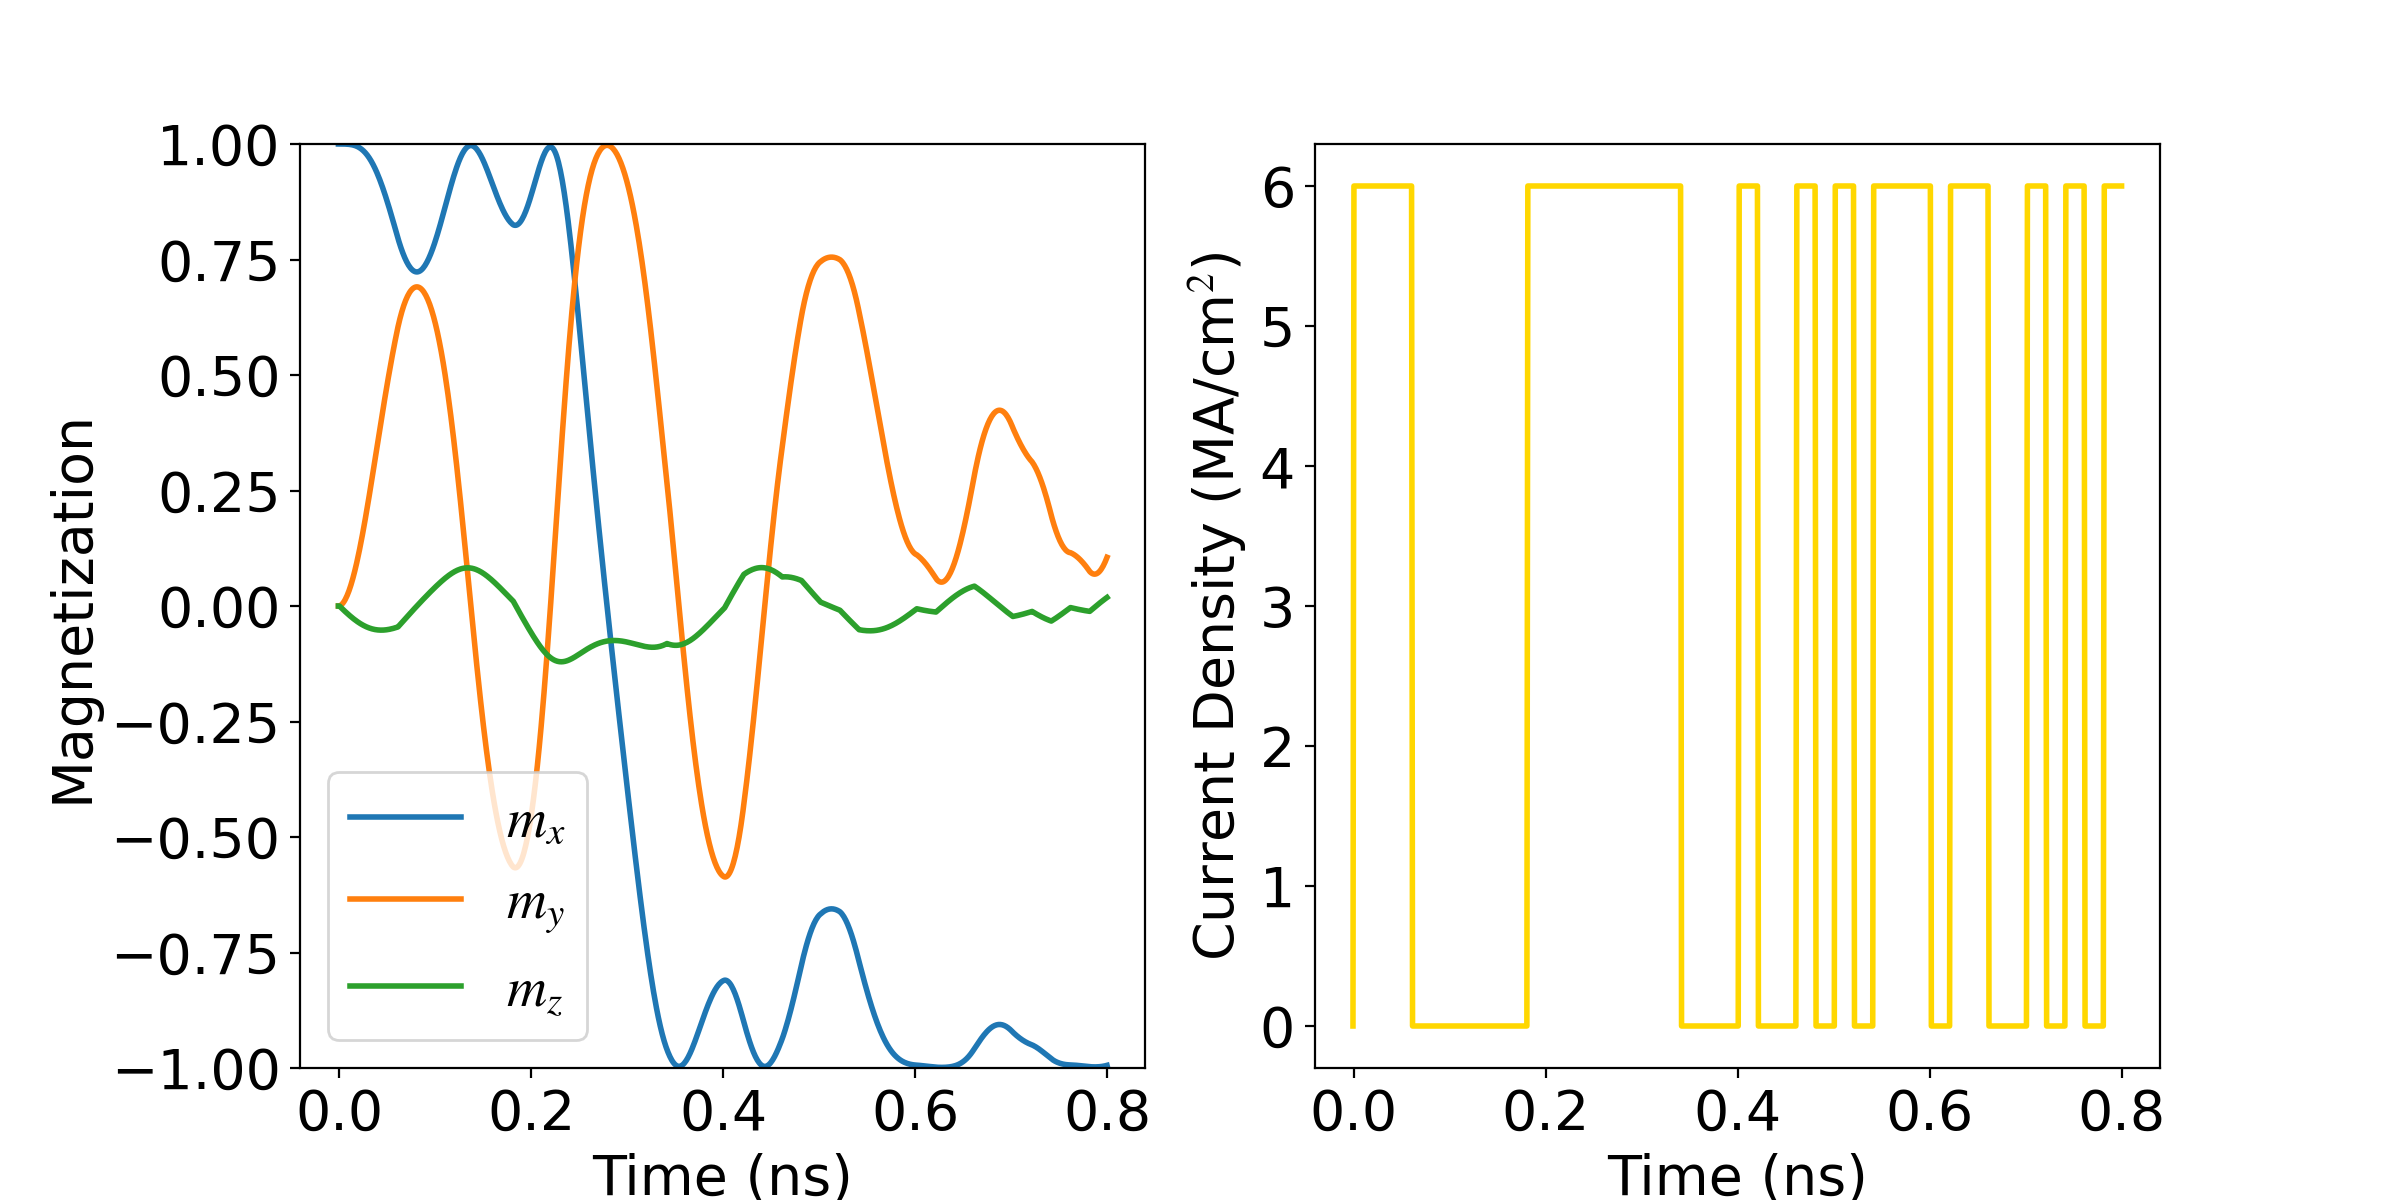 Magnetization
1.00
0.75
0.50
0.25
0.00
−0.25
−0.50
−0.75
−1.00
m_x
m_y
m_z
0.0 0.2 0.4 0.6 0.8
Time (ns)
Current Density (MA/cm²)
6
5
4
3
2
1
0
0.0 0.2 0.4 0.6 0.8
Time (ns)